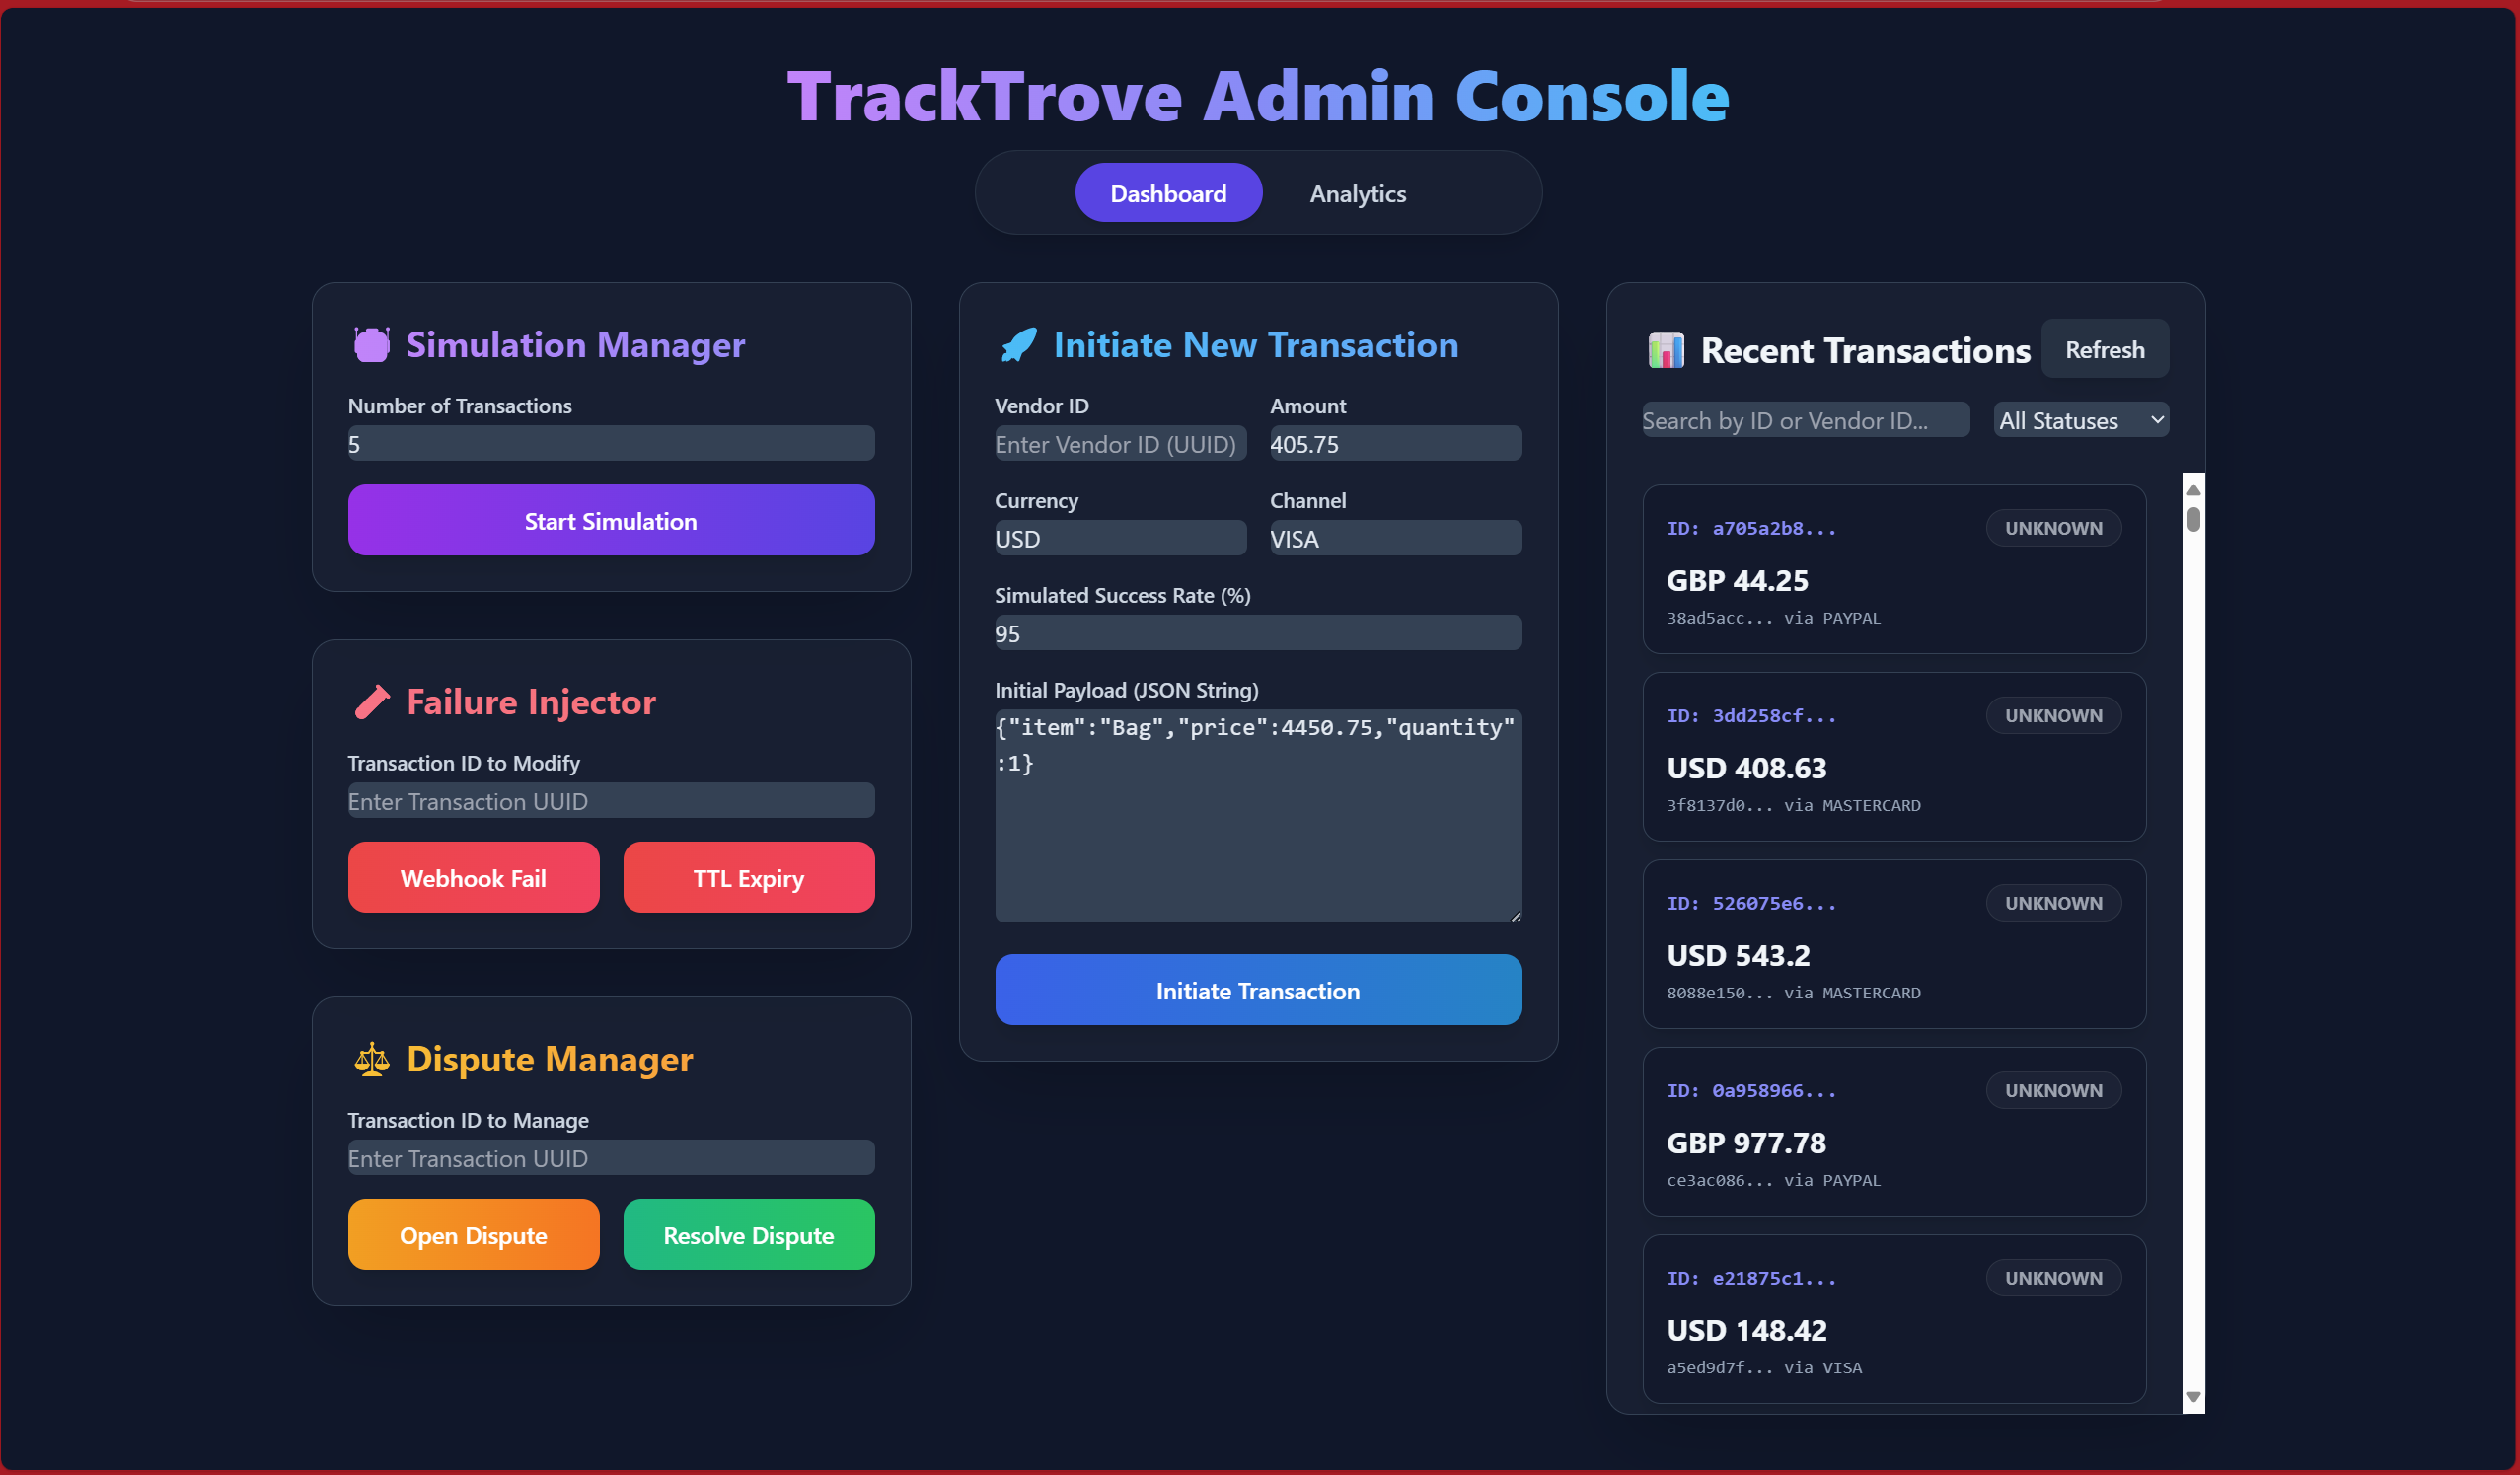 TrackTrove Admin Console
Dashboard
Analytics
Simulation Manager
Number of Transactions
5
Start Simulation
Failure Injector
Transaction ID to Modify
Enter Transaction UUID
Webhook Fail
TTL Expiry
Dispute Manager
Transaction ID to Manage
Enter Transaction UUID
Open Dispute
Resolve Dispute
Initiate New Transaction
Vendor ID
Amount
Enter Vendor ID (UUID)
405.75
Currency
Channel
USD
VISA
Simulated Success Rate (%)
95
Initial Payload (JSON String)
{"item":"Bag","price":4450.75,"quantity"
:1}
Initiate Transaction
Recent Transactions
Refresh
Search by ID or Vendor ID...
All Statuses
ID: a705a2b8...
UNKNOWN
GBP 44.25
38ad5acc... via PAYPAL
ID: 3dd258cf...
UNKNOWN
USD 408.63
3f8137d0... via MASTERCARD
ID: 526075e6...
UNKNOWN
USD 543.2
8088e150... via MASTERCARD
ID: 0a958966...
UNKNOWN
GBP 977.78
ce3ac086... via PAYPAL
ID: e21875c1...
UNKNOWN
USD 148.42
a5ed9d7f... via VISA